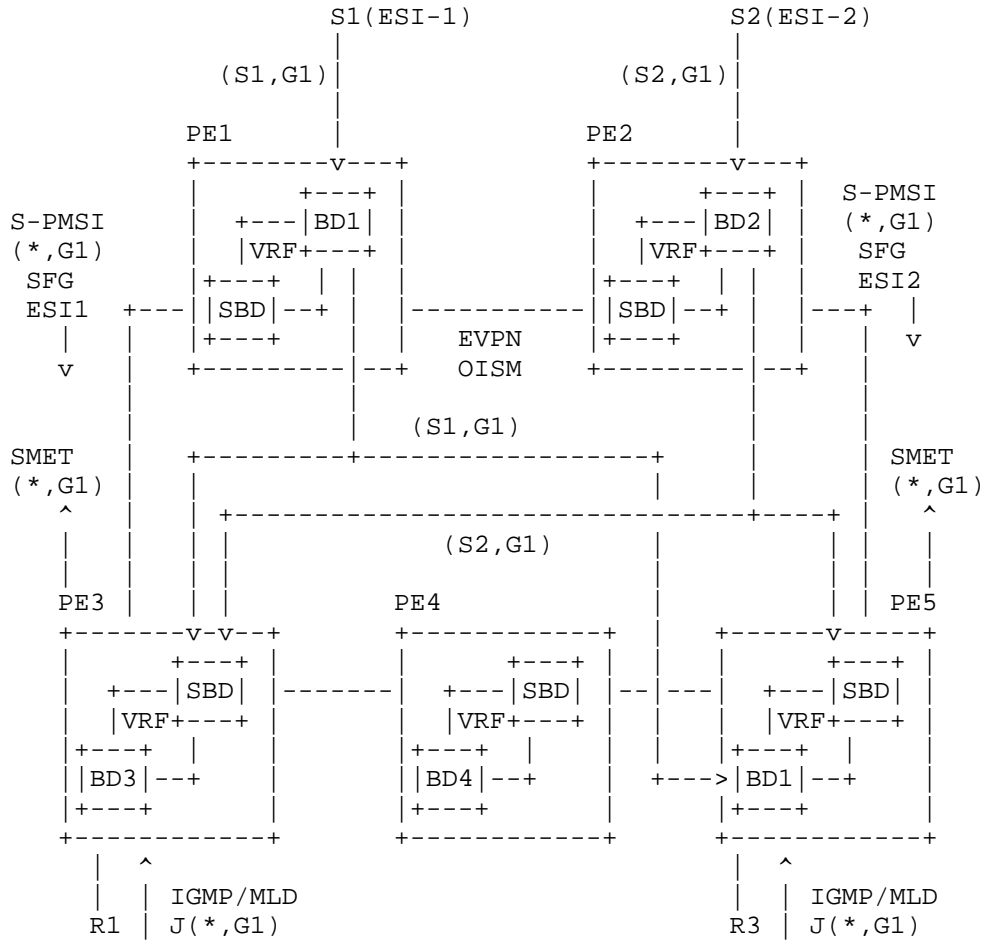 S1(ESI-1) S2(ESI-2)
(S1,G1) (S2,G1)
PE1 PE2
S-PMSI BD1 BD2 S-PMSI
(*,G1) (*,G1)
VRF VRF
SFG SFG
ESI1 SBD SBD ESI2
EVPN
v OISM v
(S1,G1)
SMET SMET
(*,G1) (*,G1)
(S2,G1)
PE3 PE4 PE5
SBD SBD SBD
VRF VRF VRF
BD3 BD4 BD1
IGMP/MLD IGMP/MLD
R1 J(*,G1) R3 J(*,G1)